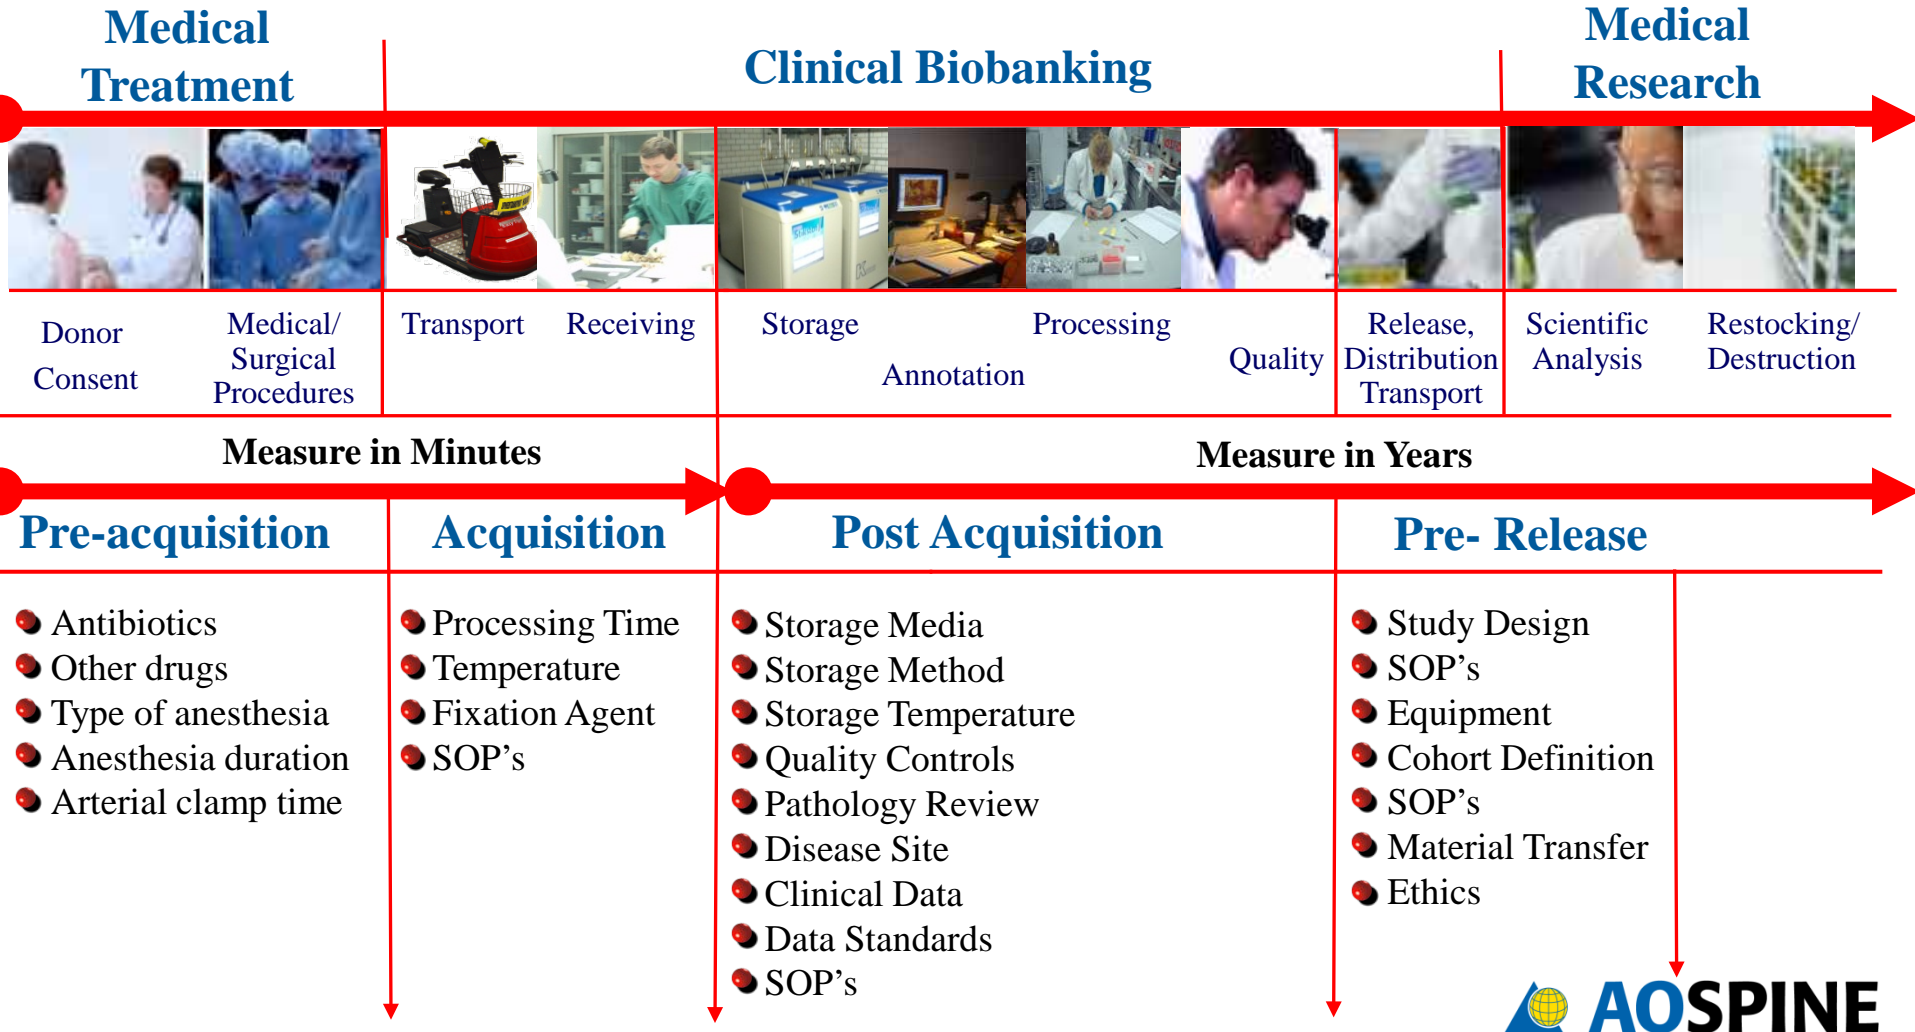 Medical
Treatment
Clinical Biobanking
Medical
Research
Donor
Consent
Medical/
Surgical
Procedures
Transport
Receiving
Storage
Annotation
Processing
Quality
Release,
Distribution
Transport
Scientific
Analysis
Restocking/
Destruction
Measure in Minutes
Measure in Years
Pre-acquisition
Acquisition
Post Acquisition
Pre- Release
Antibiotics
Other drugs
Type of anesthesia
Anesthesia duration
Arterial clamp time
Processing Time
Temperature
Fixation Agent
SOP’s
Storage Media
Storage Method
Storage Temperature
Quality Controls
Pathology Review
Disease Site
Clinical Data
Data Standards
SOP’s
Study Design
SOP’s
Equipment
Cohort Definition
SOP’s
Material Transfer
Ethics
AOSPINE